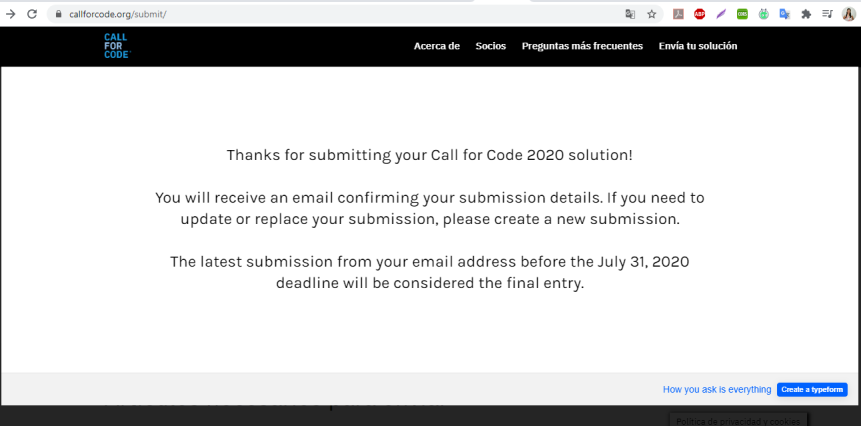 callforcode.org/submit/
ABP
CALL
FOR
CODE
Acerca de Socios Preguntas más frecuentes Envía tu solución
Thanks for submitting your Call for Code 2020 solution!
You will receive an email confirming your submission details. If you need to
update or replace your submission, please create a new submission.
The latest submission from your email address before the July 31, 2020
deadline will be considered the final entry.
How you ask is everything Create a typeform
Política de privacidad y cookies